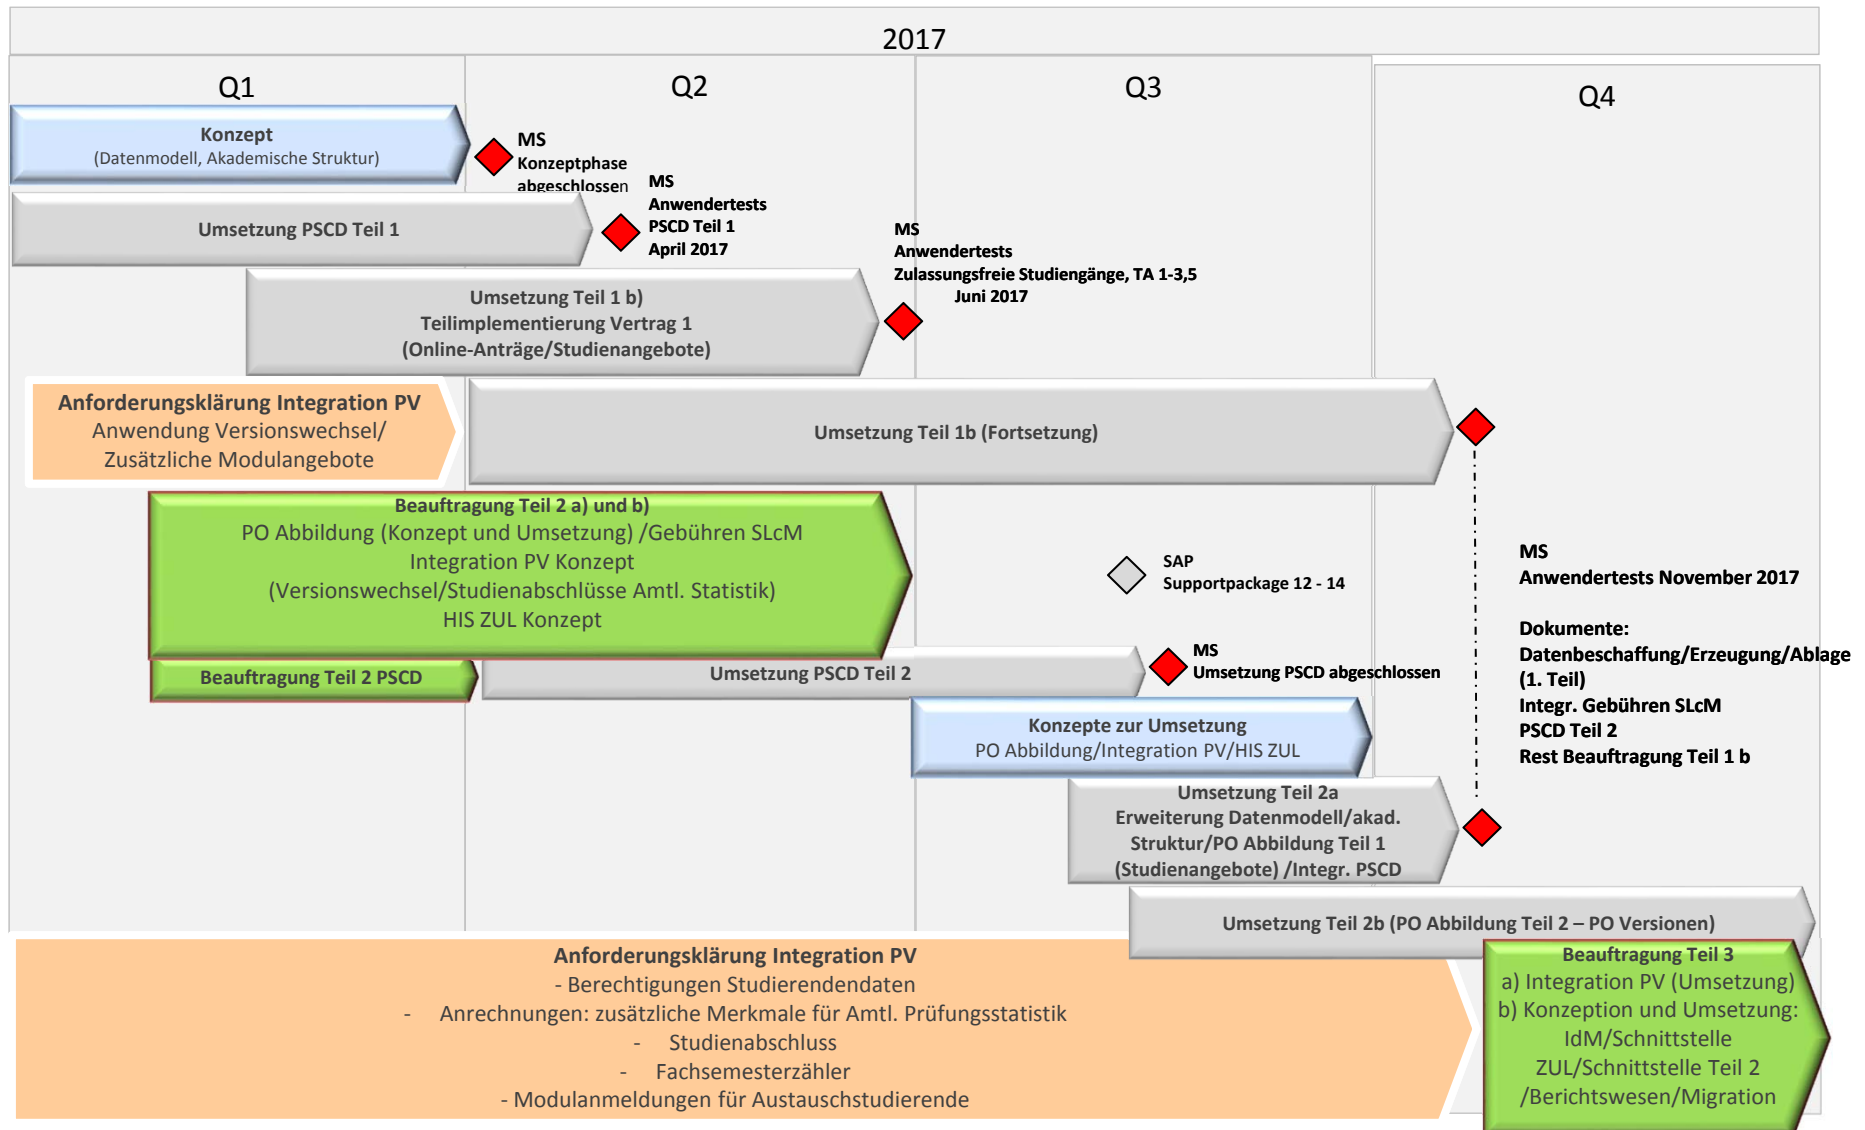 2017
Q1
Q2
Q3
Q4
Konzept
(Datenmodell, Akademische Struktur)
MS
Konzeptphase
abgeschlossen
Umsetzung PSCD Teil 1
MS
Anwendertests
PSCD Teil 1
April 2017
Umsetzung Teil 1 b)
Teilimplementierung Vertrag 1
(Online-Anträge/Studienangebote)
MS
Anwendertests
Zulassungsfreie Studiengänge, TA 1-3,5
Juni 2017
Anforderungsklärung Integration PV
Anwendung Versionswechsel/
Zusätzliche Modulangebote
Umsetzung Teil 1b (Fortsetzung)
Beauftragung Teil 2 a) und b)
PO Abbildung (Konzept und Umsetzung) /Gebühren SLcM
Integration PV Konzept
(Versionswechsel/Studienabschlüsse Amtl. Statistik)
HIS ZUL Konzept
SAP
Supportpackage 12 - 14
MS
Anwendertests November 2017
Dokumente:
Datenbeschaffung/Erzeugung/Ablage
(1. Teil)
Integr. Gebühren SLcM
PSCD Teil 2
Rest Beauftragung Teil 1 b
Beauftragung Teil 2 PSCD
Umsetzung PSCD Teil 2
MS
Umsetzung PSCD abgeschlossen
Konzepte zur Umsetzung
PO Abbildung/Integration PV/HIS ZUL
Umsetzung Teil 2a
Erweiterung Datenmodell/akad.
Struktur/PO Abbildung Teil 1
(Studienangebote) /Integr. PSCD
Umsetzung Teil 2b (PO Abbildung Teil 2 – PO Versionen)
Anforderungsklärung Integration PV
- Berechtigungen Studierendendaten
- Anrechnungen: zusätzliche Merkmale für Amtl. Prüfungsstatistik
- Studienabschluss
- Fachsemesterzähler
- Modulanmeldungen für Austauschstudierende
Beauftragung Teil 3
a) Integration PV (Umsetzung)
b) Konzeption und Umsetzung:
IdM/Schnittstelle
ZUL/Schnittstelle Teil 2
/Berichtswesen/Migration